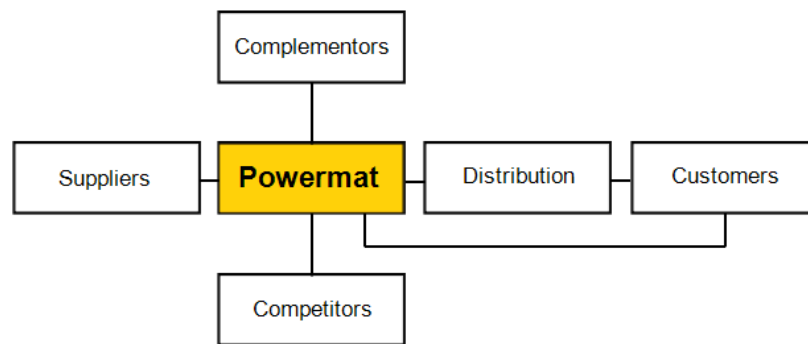 Complementors
Suppliers
Powermat
Distribution
Customers
Competitors